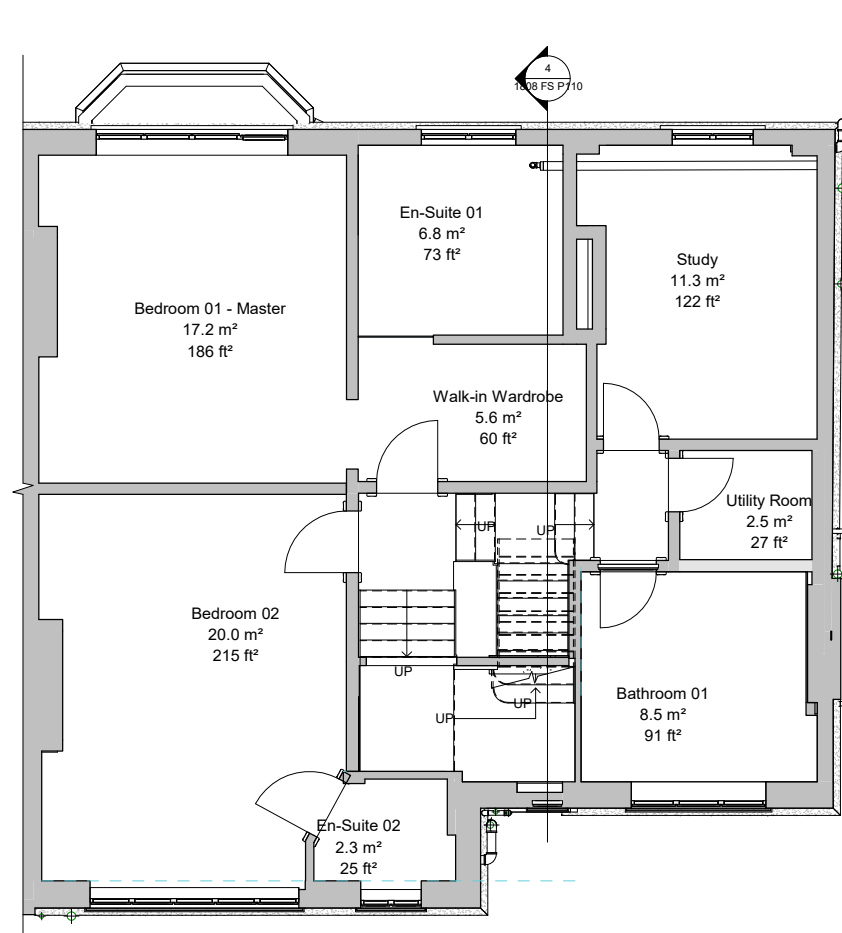 4
1808 FS P110
En-Suite 01
6.8 m²
73 ft²
Study
11.3 m²
122 ft²
Bedroom 01 - Master
17.2 m²
186 ft²
Walk-in Wardrobe
5.6 m²
60 ft²
Utility Room
2.5 m²
27 ft²
UP
UP
Bedroom 02
20.0 m²
215 ft²
UP
Bathroom 01
8.5 m²
91 ft²
UP
UP
En-Suite 02
2.3 m²
25 ft²